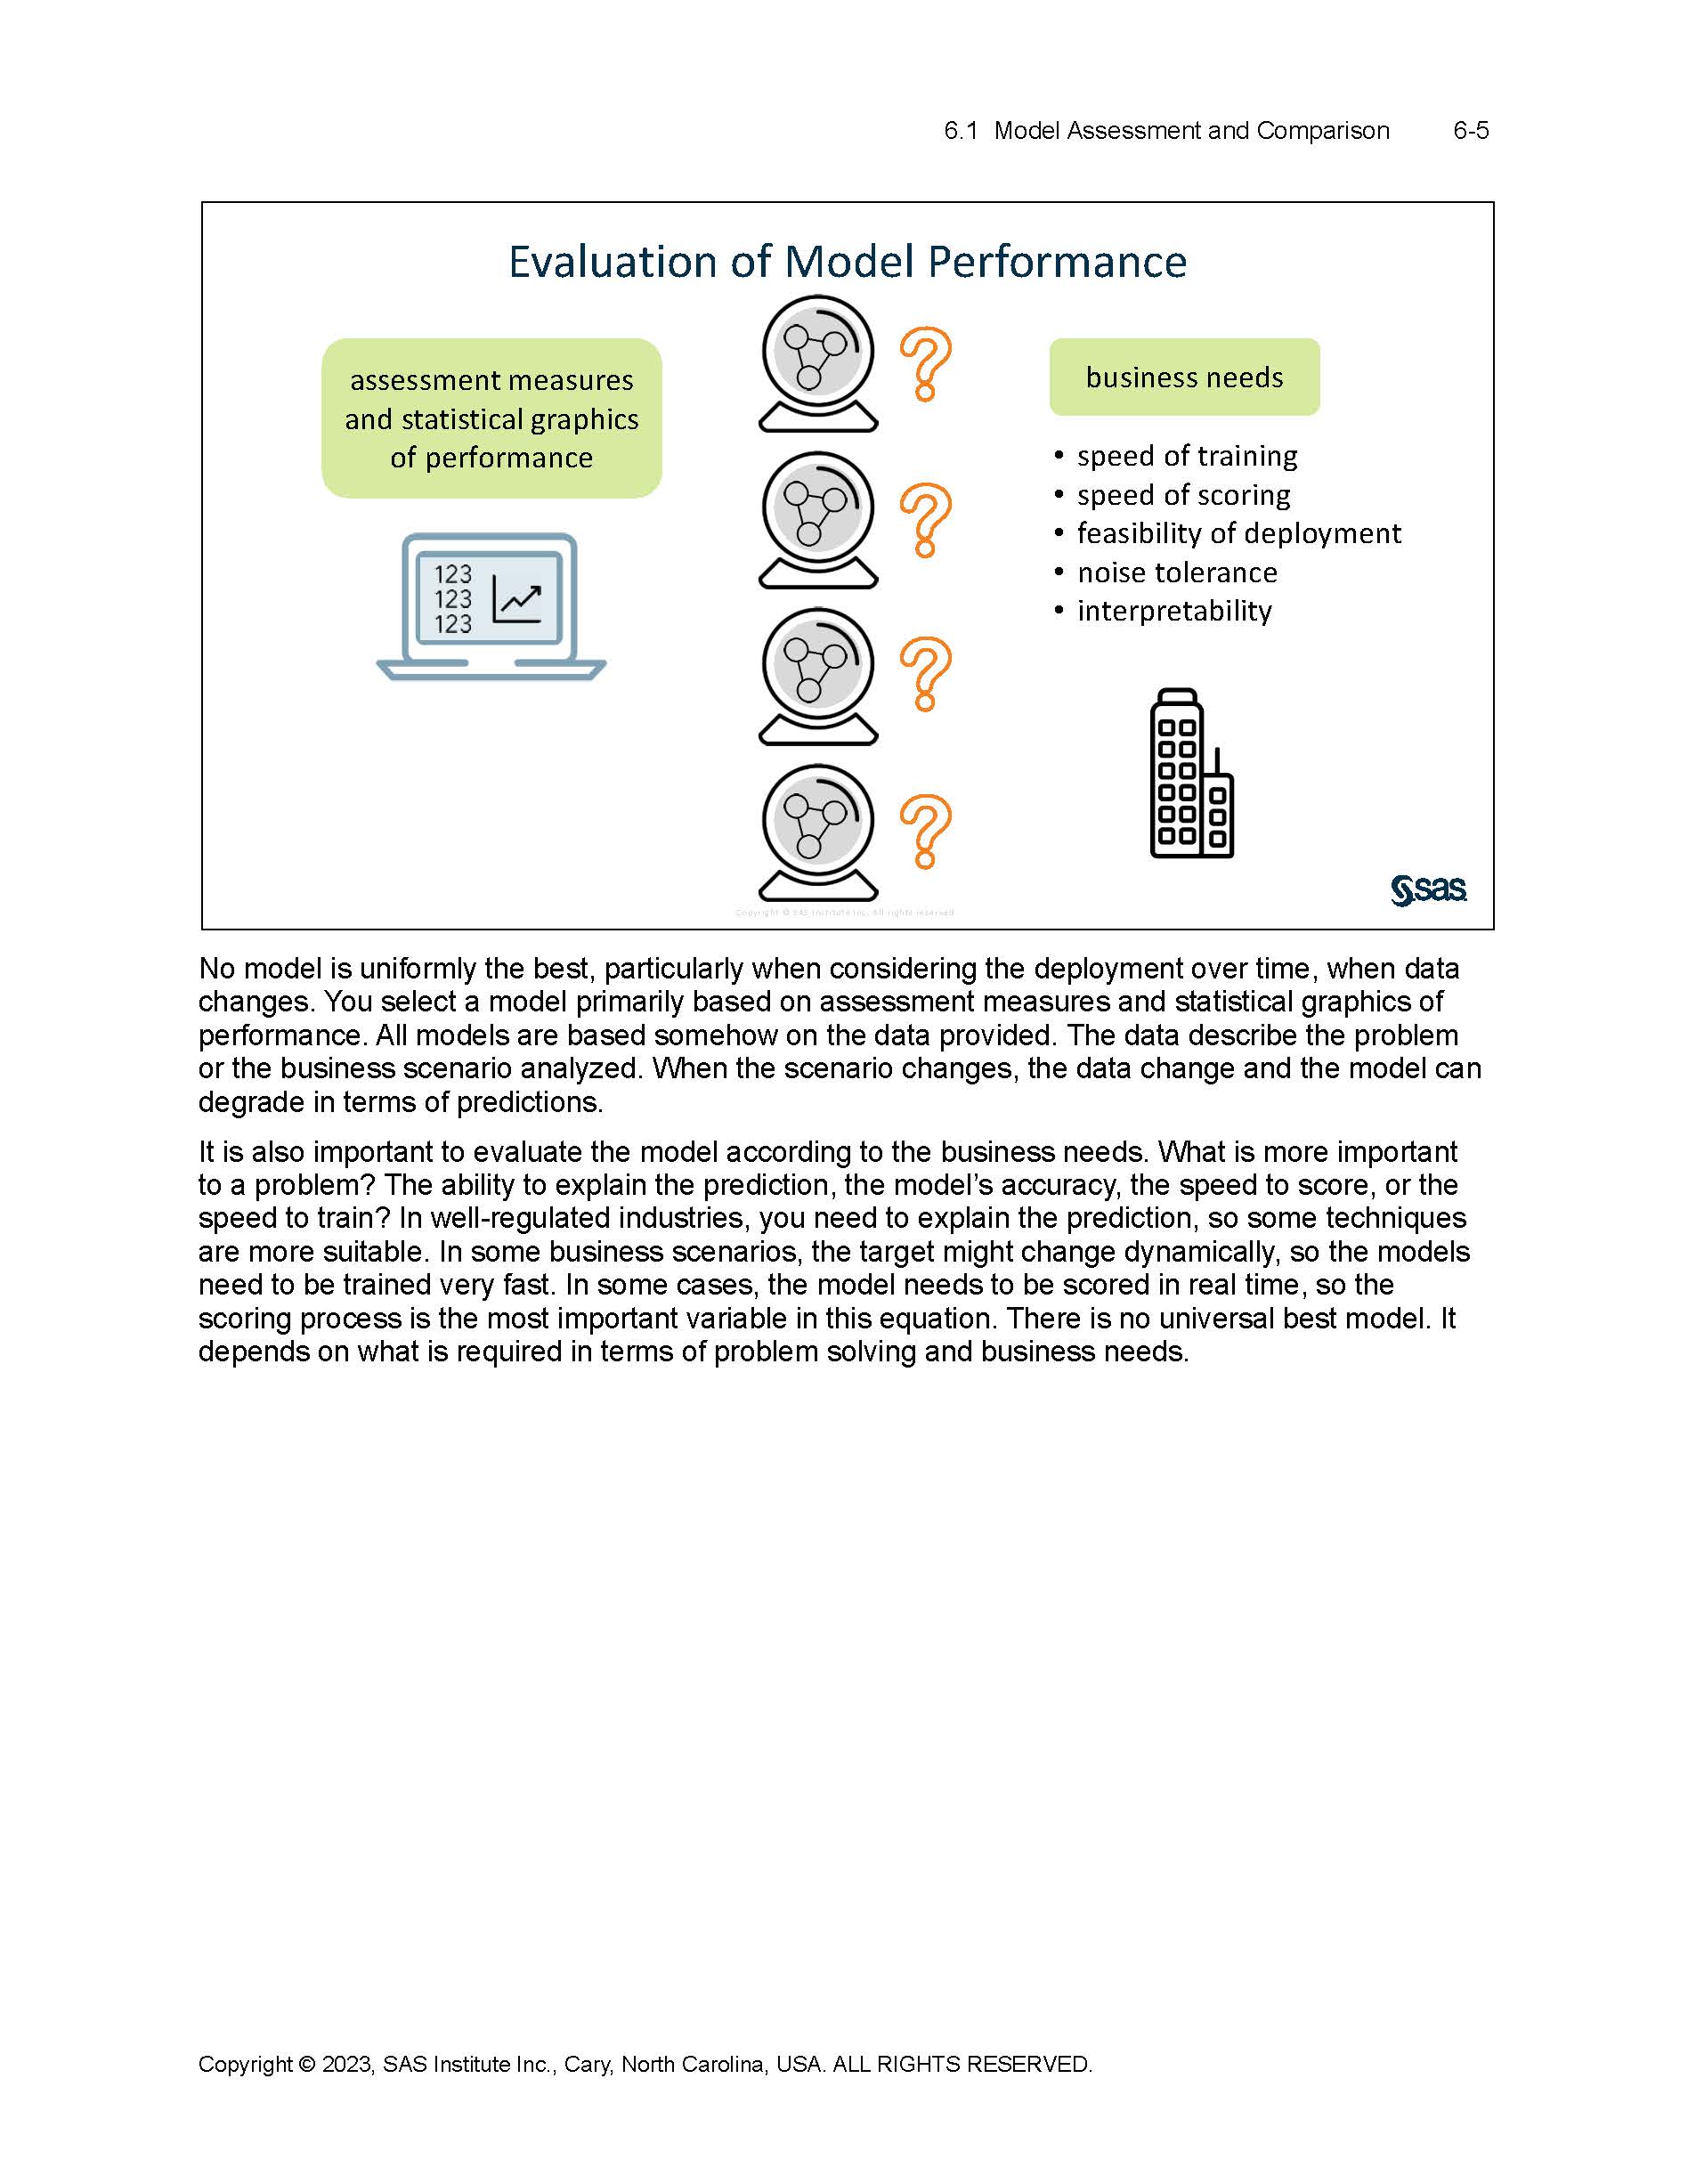 6.1 Model Assessment and Comparison 6-5
Evaluation of Model Performance
assessment measures
and statistical graphics
of performance
123
123
123
business needs
• speed of training
• speed of scoring
• feasibility of deployment
• noise tolerance
• interpretability
sas
Copyright © SAS Institute Inc. All rights reserved
No model is uniformly the best, particularly when considering the deployment over time, when data
changes. You select a model primarily based on assessment measures and statistical graphics of
performance. All models are based somehow on the data provided. The data describe the problem
or the business scenario analyzed. When the scenario changes, the data change and the model can
degrade in terms of predictions.
It is also important to evaluate the model according to the business needs. What is more important
to a problem? The ability to explain the prediction, the model’s accuracy, the speed to score, or the
speed to train? In well-regulated industries, you need to explain the prediction, so some techniques
are more suitable. In some business scenarios, the target might change dynamically, so the models
need to be trained very fast. In some cases, the model needs to be scored in real time, so the
scoring process is the most important variable in this equation. There is no universal best model. It
depends on what is required in terms of problem solving and business needs.
Copyright © 2023, SAS Institute Inc., Cary, North Carolina, USA. ALL RIGHTS RESERVED.